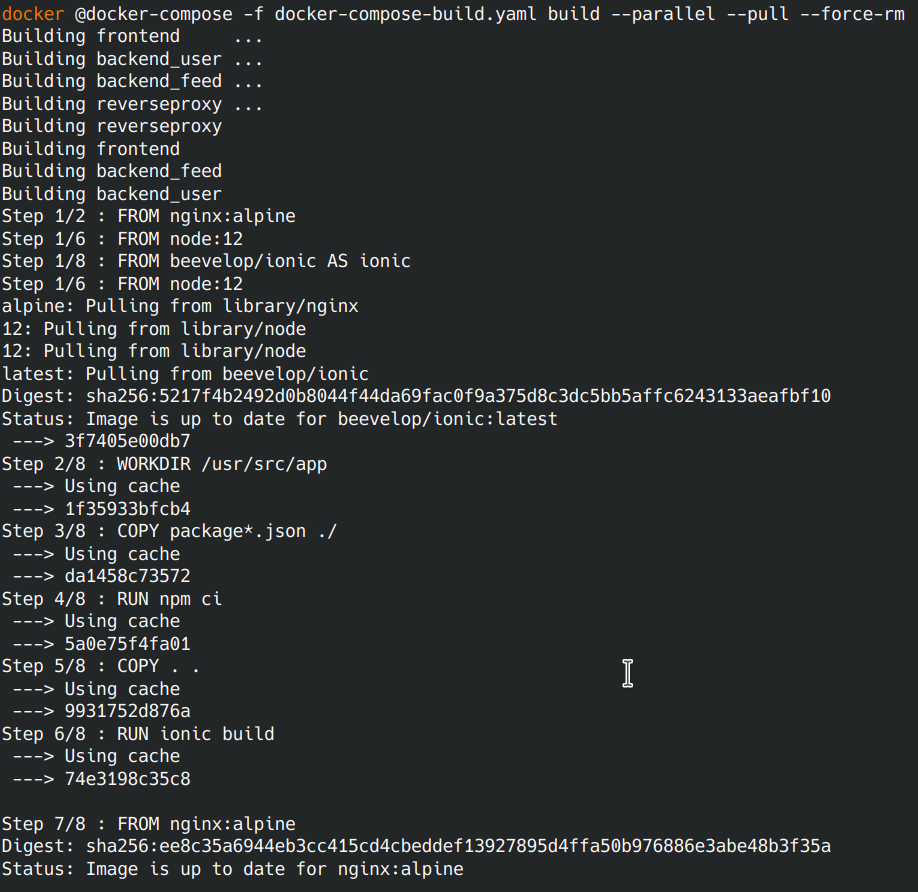 docker @docker-compose -f docker-compose-build.yaml build --parallel --pull --force-rm
Building frontend     ...
Building backend_user ...
Building backend_feed ...
Building reverseproxy ...
Building reverseproxy
Building frontend
Building backend_feed
Building backend_user
Step 1/2 : FROM nginx:alpine
Step 1/6 : FROM node:12
Step 1/8 : FROM beevelop/ionic AS ionic
Step 1/6 : FROM node:12
alpine: Pulling from library/nginx
12: Pulling from library/node
12: Pulling from library/node
latest: Pulling from beevelop/ionic
Digest: sha256:5217f4b2492d0b8044f44da69fac0f9a375d8c3dc5bb5affc6243133aeafbf10
Status: Image is up to date for beevelop/ionic:latest
 ---> 3f7405e00db7
Step 2/8 : WORKDIR /usr/src/app
 ---> Using cache
 ---> 1f35933bfcb4
Step 3/8 : COPY package*.json ./
 ---> Using cache
 ---> da1458c73572
Step 4/8 : RUN npm ci
 ---> Using cache
 ---> 5a0e75f4fa01
Step 5/8 : COPY . .
 ---> Using cache
 ---> 9931752d876a
Step 6/8 : RUN ionic build
 ---> Using cache
 ---> 74e3198c35c8

Step 7/8 : FROM nginx:alpine
Digest: sha256:ee8c35a6944eb3cc415cd4cbeddef13927895d4ffa50b976886e3abe48b3f35a
Status: Image is up to date for nginx:alpine